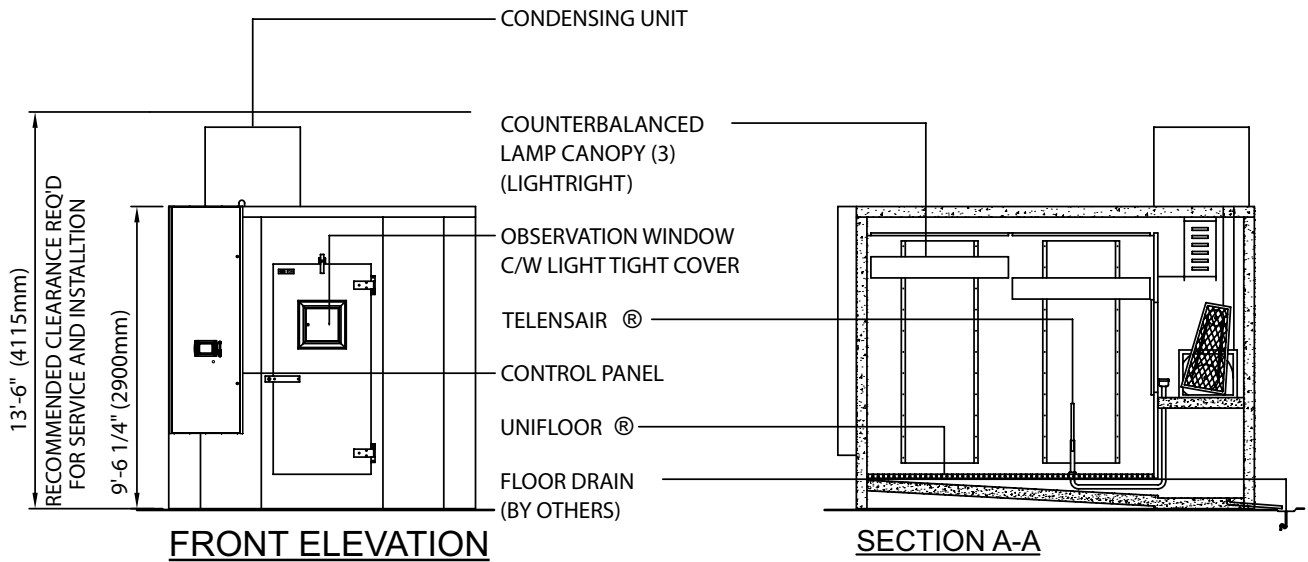 CONDENSING UNIT
COUNTERBALANCED
LAMP CANOPY (3)
(LIGHTRIGHT)
OBSERVATION WINDOW
C/W LIGHT TIGHT COVER
TELENSAIR ®
CONTROL PANEL
UNIFLOOR ®
FLOOR DRAIN
(BY OTHERS)
13'-6" (4115mm)
RECOMMENDED CLEARANCE REQ'D
FOR SERVICE AND INSTALLTION
9'-6 1/4" (2900mm)
FRONT ELEVATION
SECTION A-A